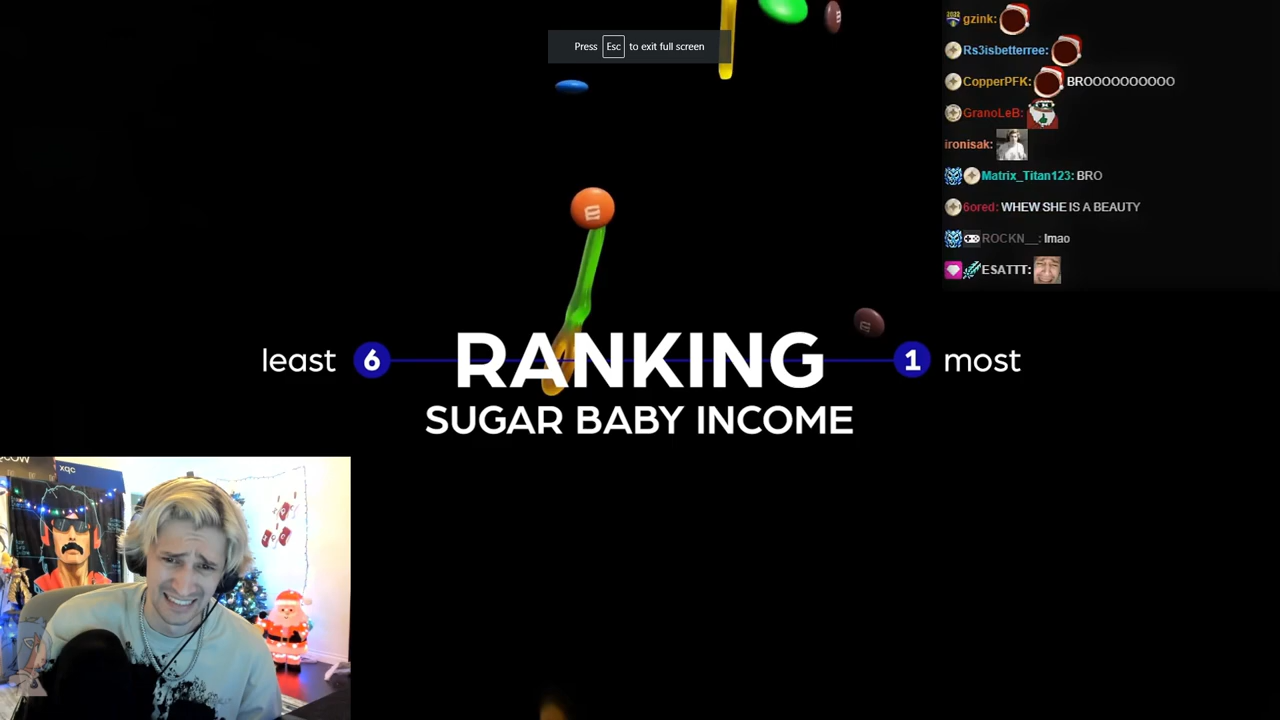 Press Esc to exit full screen
gzink:
Rs3isbetterree:
CopperPFK: BROOOOOOOOOO
GranoLeB:
ironisak:
Matrix_Titan123: BRO
6ored: WHEW SHE IS A BEAUTY
ROCKN__: lmao
ESATTT:
least 6 RANKING 1 most
SUGAR BABY INCOME
xqc